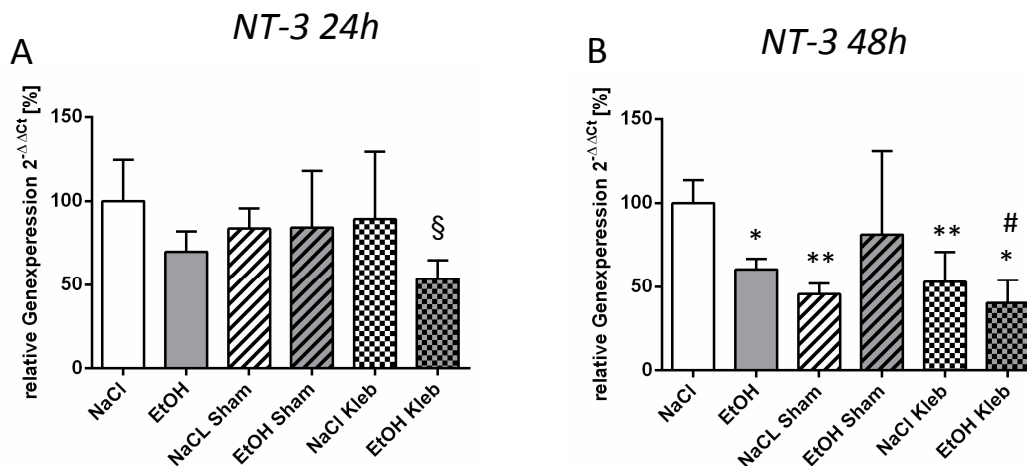 NT-3 24h
A
relative Genexperession 2^-ΔΔCt [%]
150
100
50
0
§
NaCl
EtOH
NaCL Sham
EtOH Sham
NaCl Kleb
EtOH Kleb
NT-3 48h
B
relative Genexperession 2^-ΔΔCt [%]
150
100
50
0
*
**
**
#
*
NaCl
EtOH
NaCL Sham
EtOH Sham
NaCl Kleb
EtOH Kleb